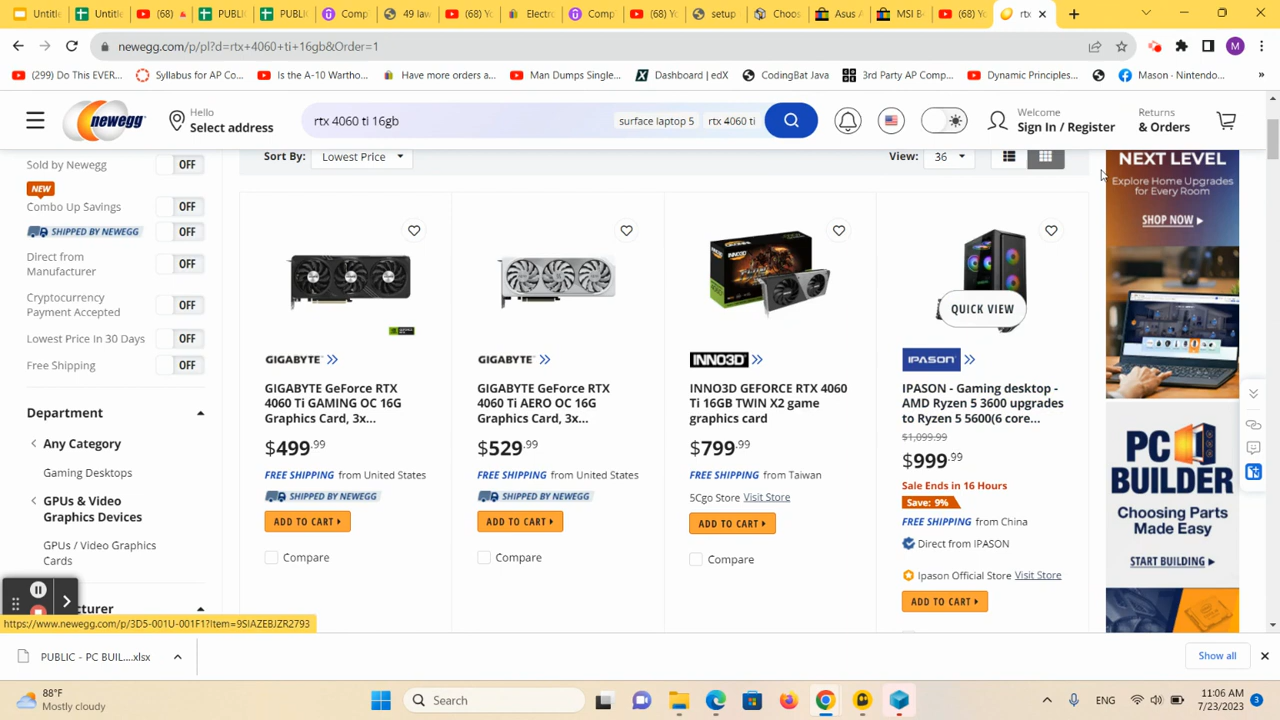 Untitl
Untitl
(68)
PUBLIC
PUBLIC
Comp
49 law
(68) Yo
Electro
Comp
(68) Yo
setup
Choos
Asus A
MSI B
(68) Yo
rtx
newegg.com/p/pl?d=rtx+4060+ti+16gb&Order=1
M
(299) Do This EVER...
Syllabus for AP Co...
Is the A-10 Wartho...
Have more orders a...
Man Dumps Single...
Dashboard | edX
CodingBat Java
3rd Party AP Comp...
Dynamic Principles...
Mason · Nintendo...
»
newegg
Hello
Select address
rtx 4060 ti 16gb
surface laptop 5
rtx 4060 ti
Welcome
Sign In / Register
Returns
& Orders
Sold by Newegg
OFF
NEW
Combo Up Savings
OFF
SHIPPED BY NEWEGG
OFF
Direct from
Manufacturer
OFF
Cryptocurrency
Payment Accepted
OFF
Lowest Price In 30 Days
OFF
Free Shipping
OFF
Department
Any Category
Gaming Desktops
GPUs & Video
Graphics Devices
GPUs / Video Graphics
Cards
Sort By:
Lowest Price
View:
36
GIGABYTE
GIGABYTE GeForce RTX
4060 Ti GAMING OC 16G
Graphics Card, 3x...
$499.99
FREE SHIPPING from United States
SHIPPED BY NEWEGG
ADD TO CART
Compare
GIGABYTE
GIGABYTE GeForce RTX
4060 Ti AERO OC 16G
Graphics Card, 3x...
$529.99
FREE SHIPPING from United States
SHIPPED BY NEWEGG
ADD TO CART
Compare
INNO3D
INNO3D GEFORCE RTX 4060
Ti 16GB TWIN X2 game
graphics card
$799.99
FREE SHIPPING from Taiwan
5Cgo Store Visit Store
ADD TO CART
Compare
QUICK VIEW
IPASON
IPASON - Gaming desktop -
AMD Ryzen 5 3600 upgrades
to Ryzen 5 5600(6 core...
$1,099.99
$999.99
Sale Ends in 16 Hours
Save: 9%
FREE SHIPPING from China
Direct from IPASON
Ipason Official Store Visit Store
ADD TO CART
NEXT LEVEL
Explore Home Upgrades
for Every Room
SHOP NOW
PC
BUILDER
Choosing Parts
Made Easy
START BUILDING
https://www.newegg.com/p/3D5-001U-001F1?Item=9SIAZEBJZR2793
PUBLIC - PC BUIL....xlsx
Show all
88°F
Mostly cloudy
Search
ENG
11:06 AM
7/23/2023
3